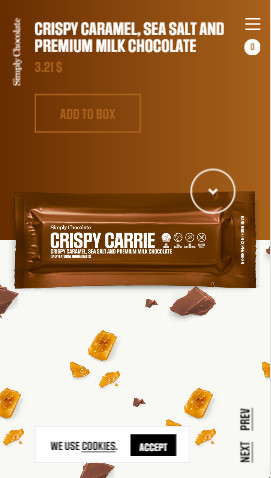 Simply Chocolate
CRISPY CARAMEL, SEA SALT AND
PREMIUM MILK CHOCOLATE
3.21 $
0
ADD TO BOX
Simply Chocolate
CRISPY CARRIE
CRISPY CARAMEL, SEA SALT AND PREMIUM MILK CHOCOLATE
PREV
NEXT
WE USE COOKIES.
ACCEPT